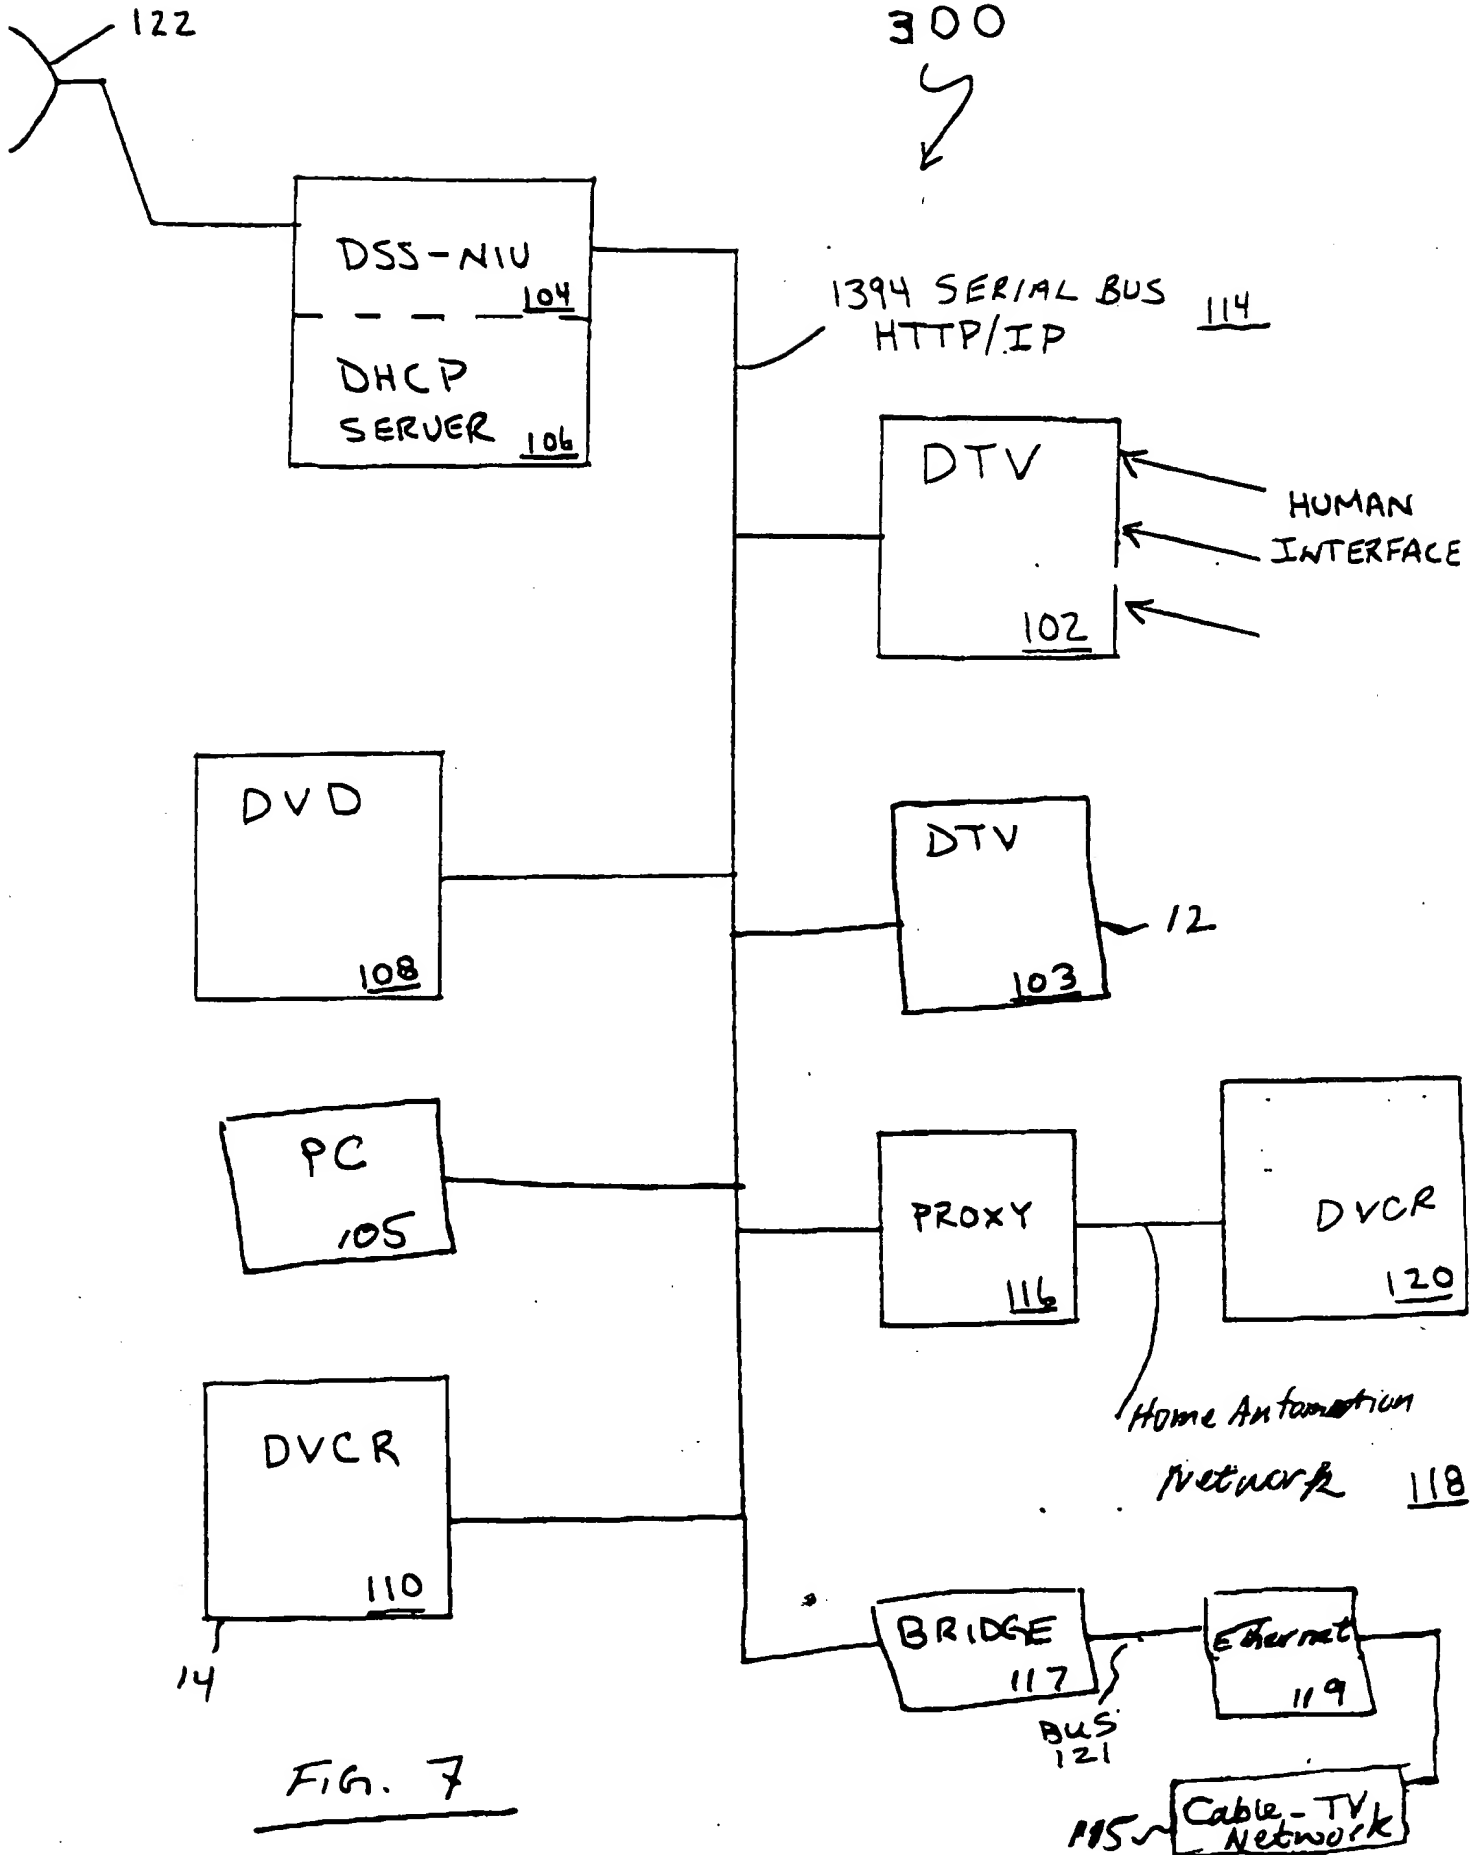 122
300
DSS-NIU
104
DHCP
SERVER
106
1394 SERIAL BUS
HTTP/IP
114
DTV
102
HUMAN
INTERFACE
DVD
108
DTV
103
12
PC
105
PROXY
116
DVCR
120
Home Automation
Network
118
DVCR
110
14
BRIDGE
117
BUS
121
Ethernet
119
Cable-TV
Network
FIG. 7